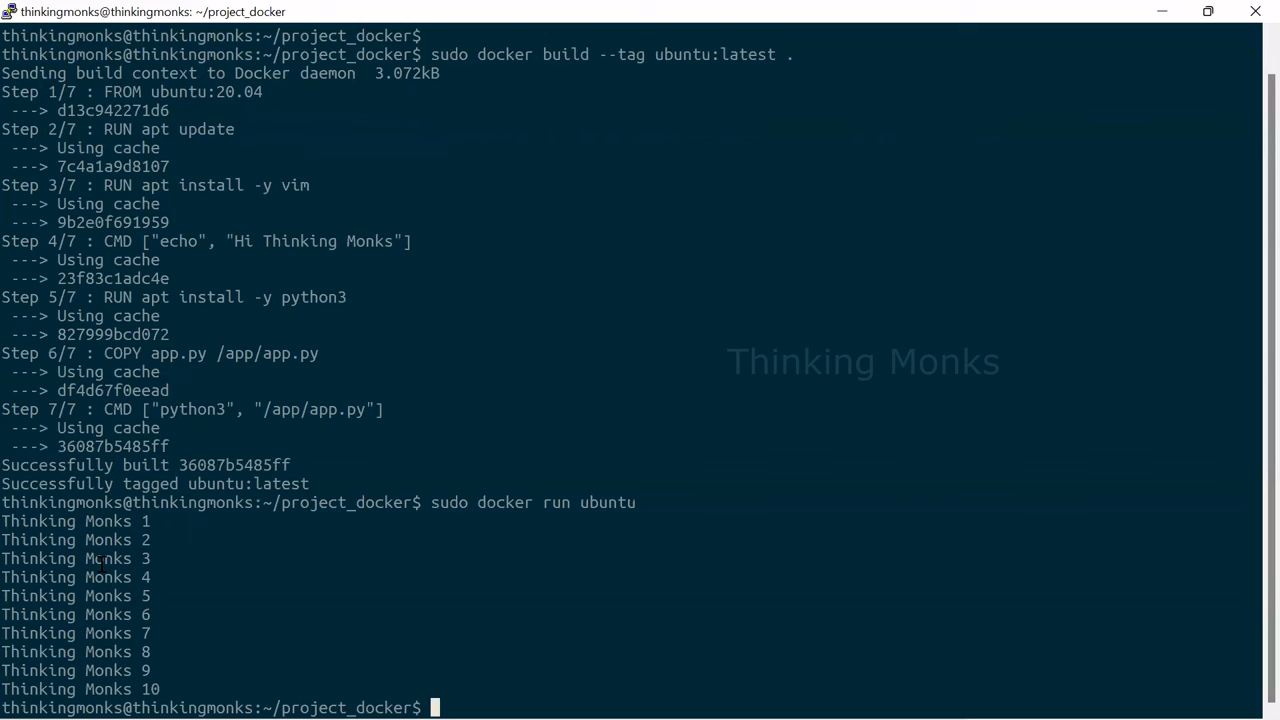 thinkingmonks@thinkingmonks: ~/project_docker
thinkingmonks@thinkingmonks:~/project_docker$
thinkingmonks@thinkingmonks:~/project_docker$ sudo docker build --tag ubuntu:latest .
Sending build context to Docker daemon  3.072kB
Step 1/7 : FROM ubuntu:20.04
 ---> d13c942271d6
Step 2/7 : RUN apt update
 ---> Using cache
 ---> 7c4a1a9d8107
Step 3/7 : RUN apt install -y vim
 ---> Using cache
 ---> 9b2e0f691959
Step 4/7 : CMD ["echo", "Hi Thinking Monks"]
 ---> Using cache
 ---> 23f83c1adc4e
Step 5/7 : RUN apt install -y python3
 ---> Using cache
 ---> 827999bcd072
Step 6/7 : COPY app.py /app/app.py
 ---> Using cache
 ---> df4d67f0eead
Step 7/7 : CMD ["python3", "/app/app.py"]
 ---> Using cache
 ---> 36087b5485ff
Successfully built 36087b5485ff
Successfully tagged ubuntu:latest
thinkingmonks@thinkingmonks:~/project_docker$ sudo docker run ubuntu
Thinking Monks 1
Thinking Monks 2
Thinking Monks 3
Thinking Monks 4
Thinking Monks 5
Thinking Monks 6
Thinking Monks 7
Thinking Monks 8
Thinking Monks 9
Thinking Monks 10
thinkingmonks@thinkingmonks:~/project_docker$
Thinking Monks